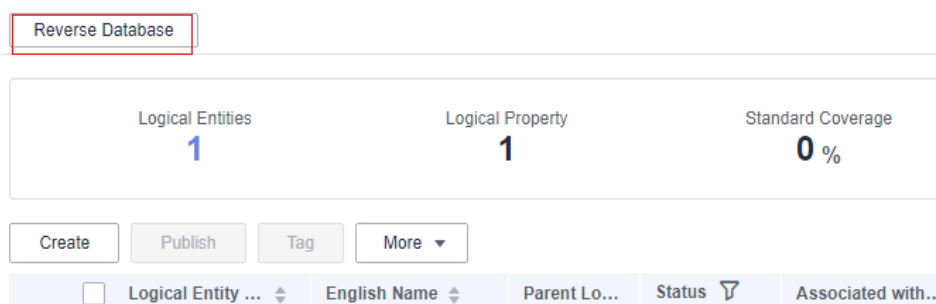 Reverse Database
Logical Entities Logical Property Standard Coverage
1 1 0 %
Create Publish Tag More
Logical Entity ... English Name Parent Lo... Status Associated with...